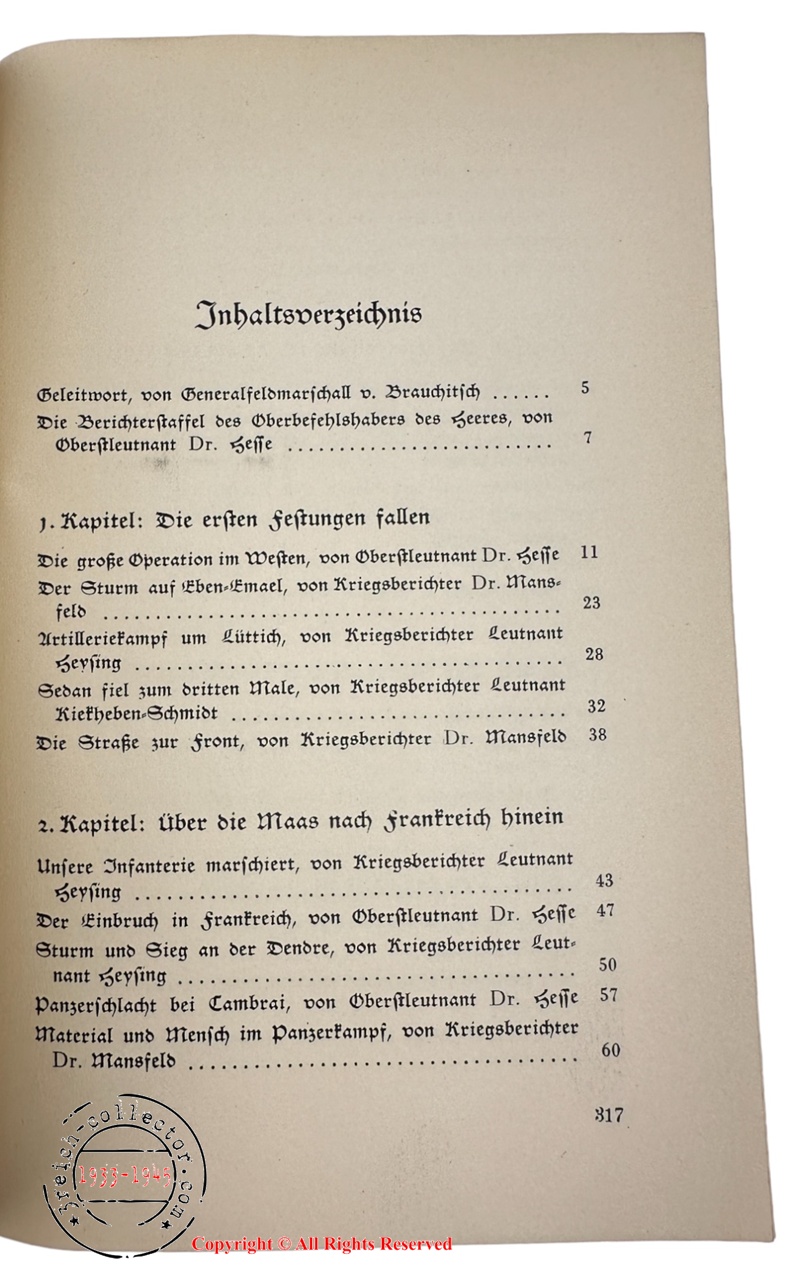 Inhaltsverzeichnis
Geleitwort, von Generalfeldmarschall v. Brauchitsch ...... 5
Die Berichterstaffel des Oberbefehlshabers des Heeres, von
Oberstleutnant Dr. Hesse .......................... 7
1. Kapitel: Die ersten Festungen fallen
Die große Operation im Westen, von Oberstleutnant Dr. Hesse 11
Der Sturm auf Eben-Emael, von Kriegsberichter Dr. Mans-
feld ............................................ 23
Artilleriekampf um Lüttich, von Kriegsberichter Leutnant
Heysing ......................................... 28
Sedan fiel zum dritten Male, von Kriegsberichter Leutnant
Kiekheben-Schmidt ................................ 32
Die Straße zur Front, von Kriegsberichter Dr. Mansfeld 38
2. Kapitel: Über die Maas nach Frankreich hinein
Unsere Infanterie marschiert, von Kriegsberichter Leutnant
Heysing .......................................... 43
Der Einbruch in Frankreich, von Oberstleutnant Dr. Hesse 47
Sturm und Sieg an der Dendre, von Kriegsberichter Leut-
nant Heysing ...................................... 50
Panzerschlacht bei Cambrai, von Oberstleutnant Dr. Hesse 57
Material und Mensch im Panzerkampf, von Kriegsberichter
Dr. Mansfeld ..................................... 60
317
3reich-collector.com
1933-1945
Copyright © All Rights Reserved